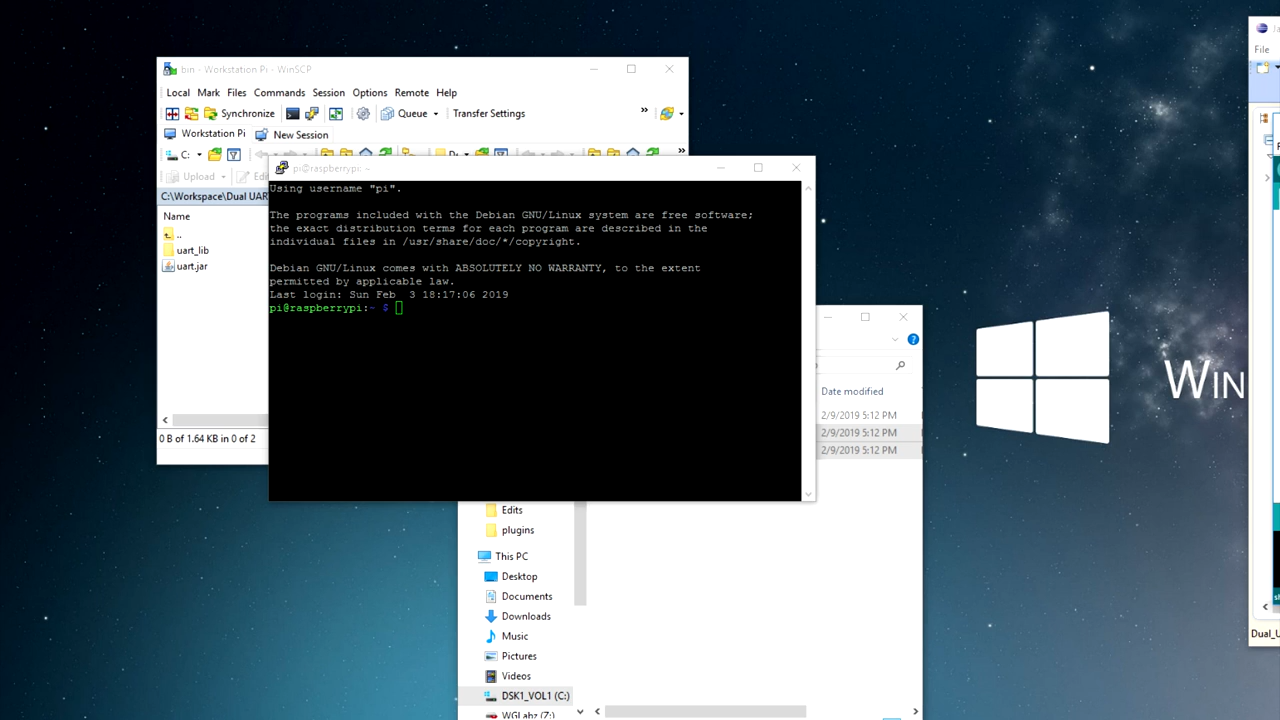 bin - Workstation Pi - WinSCP
Local Mark Files Commands Session Options Remote Help
Synchronize Queue Transfer Settings »
Workstation Pi New Session
C: »
Upload
C:\Workspace\Dual UAR
Name
..
uart_lib
uart.jar
0 B of 1.64 KB in 0 of 2
pi@raspberrypi: ~
Using username "pi".
The programs included with the Debian GNU/Linux system are free software;
the exact distribution terms for each program are described in the
individual files in /usr/share/doc/*/copyright.
Debian GNU/Linux comes with ABSOLUTELY NO WARRANTY, to the extent
permitted by applicable law.
Last login: Sun Feb  3 18:17:06 2019
pi@raspberrypi:~ $
Date modified
2/9/2019 5:12 PM
2/9/2019 5:12 PM
2/9/2019 5:12 PM
Edits
plugins
This PC
Desktop
Documents
Downloads
Music
Pictures
Videos
DSK1_VOL1 (C:)
WGLabz (Z:)
WIN
File
Dual_U